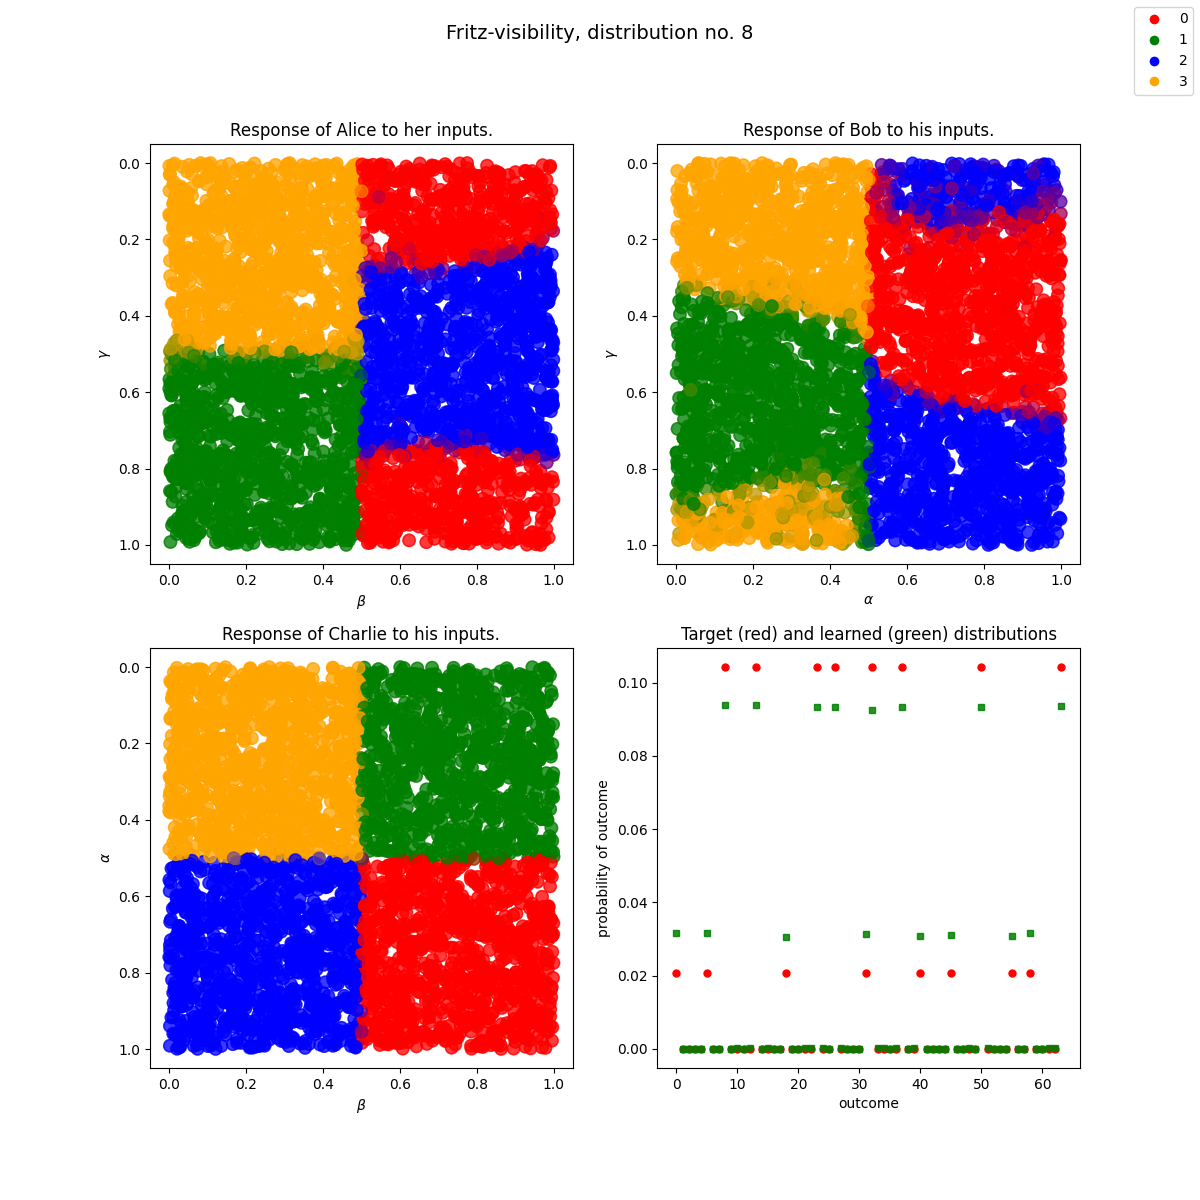 Fritz-visibility, distribution no. 8
0
1
2
3
Response of Alice to her inputs.
0.0
0.2
0.4
0.6
0.8
1.0
γ
0.0 0.2 0.4 0.6 0.8 1.0
β
Response of Bob to his inputs.
0.0
0.2
0.4
0.6
0.8
1.0
γ
0.0 0.2 0.4 0.6 0.8 1.0
α
Response of Charlie to his inputs.
0.0
0.2
0.4
0.6
0.8
1.0
α
0.0 0.2 0.4 0.6 0.8 1.0
β
Target (red) and learned (green) distributions
0.10
0.08
0.06
0.04
0.02
0.00
probability of outcome
0 10 20 30 40 50 60
outcome